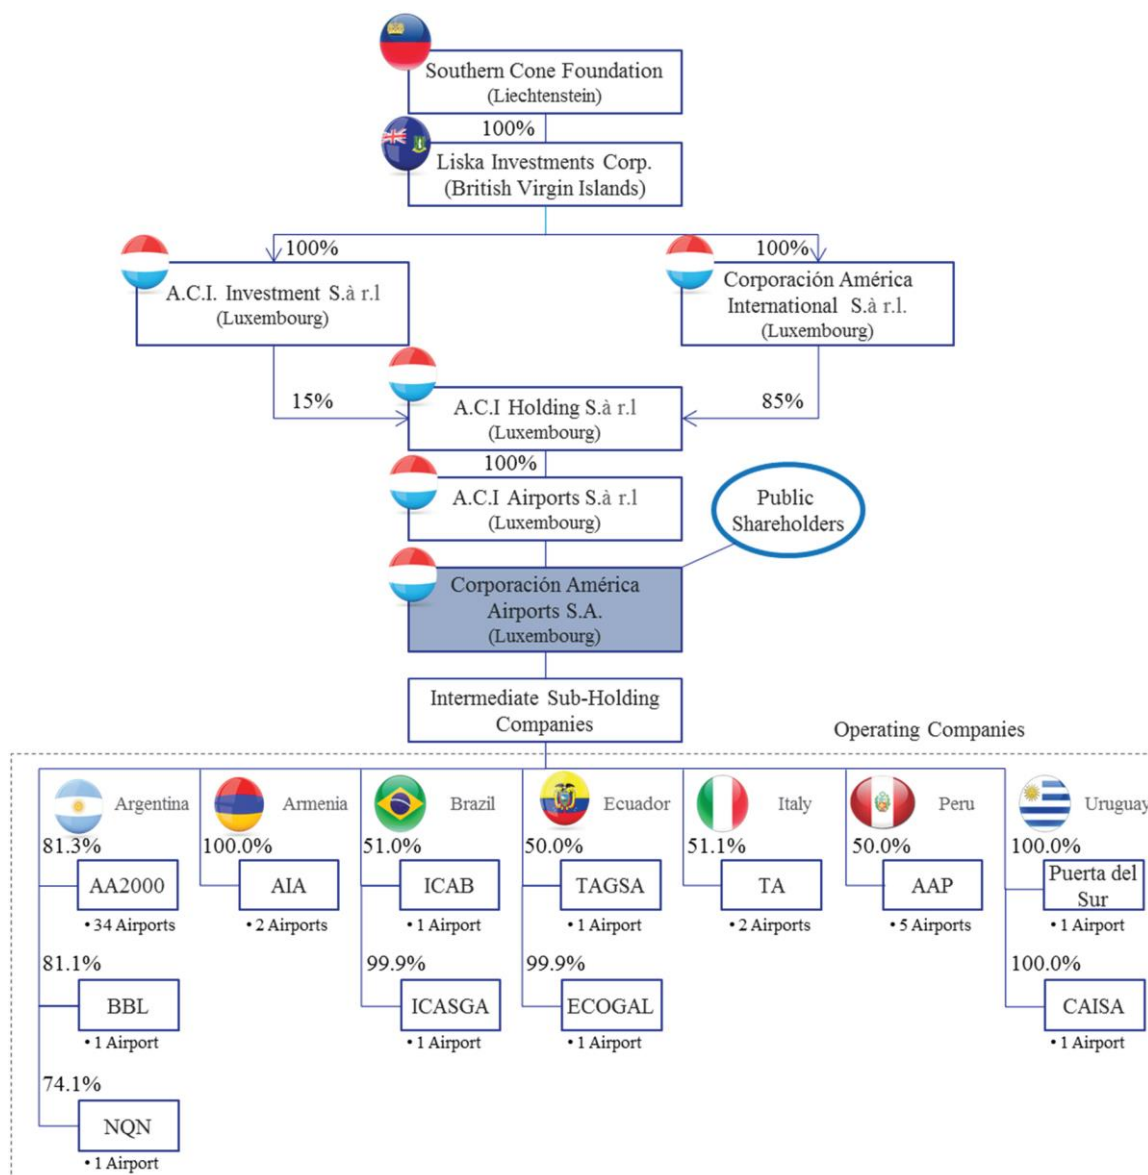 Southern Cone Foundation
(Liechtenstein)
100%
Liska Investments Corp.
(British Virgin Islands)
100%
100%
A.C.I. Investment S.à r.l
(Luxembourg)
Corporación América
International S.à r.l.
(Luxembourg)
15%
A.C.I Holding S.à r.l
(Luxembourg)
85%
100%
A.C.I Airports S.à r.l
(Luxembourg)
Public
Shareholders
Corporación América
Airports S.A.
(Luxembourg)
Intermediate Sub-Holding
Companies
Operating Companies
Argentina
Armenia
Brazil
Ecuador
Italy
Peru
Uruguay
81.3%
100.0%
51.0%
50.0%
51.1%
50.0%
100.0%
AA2000
AIA
ICAB
TAGSA
TA
AAP
Puerta del
Sur
• 34 Airports
• 2 Airports
• 1 Airport
• 1 Airport
• 2 Airports
• 5 Airports
• 1 Airport
81.1%
99.9%
99.9%
100.0%
BBL
ICASGA
ECOGAL
CAISA
• 1 Airport
• 1 Airport
• 1 Airport
• 1 Airport
74.1%
NQN
• 1 Airport